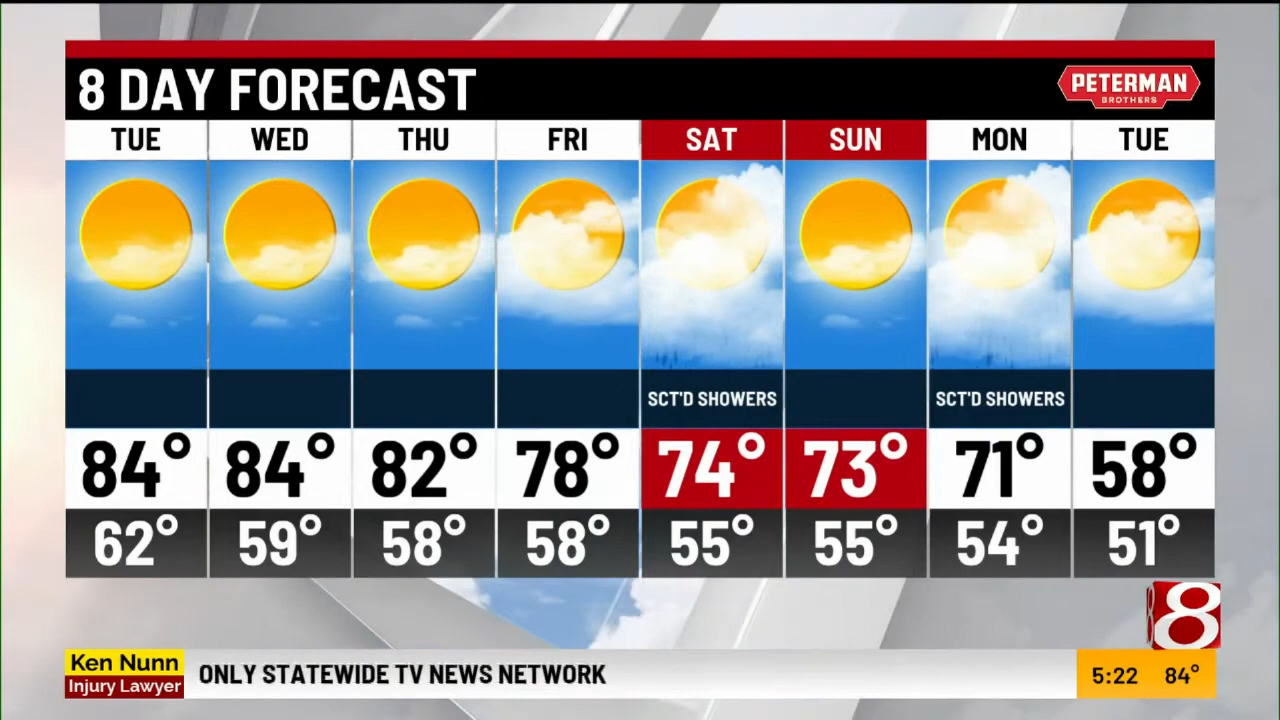 8 DAY FORECAST
PETERMAN
BROTHERS
TUE WED THU FRI SAT SUN MON TUE
SCT'D SHOWERS SCT'D SHOWERS
84° 84° 82° 78° 74° 73° 71° 58°
62° 59° 58° 58° 55° 55° 54° 51°
8
8
Ken Nunn
Injury Lawyer
ONLY STATEWIDE TV NEWS NETWORK
5:22 84°